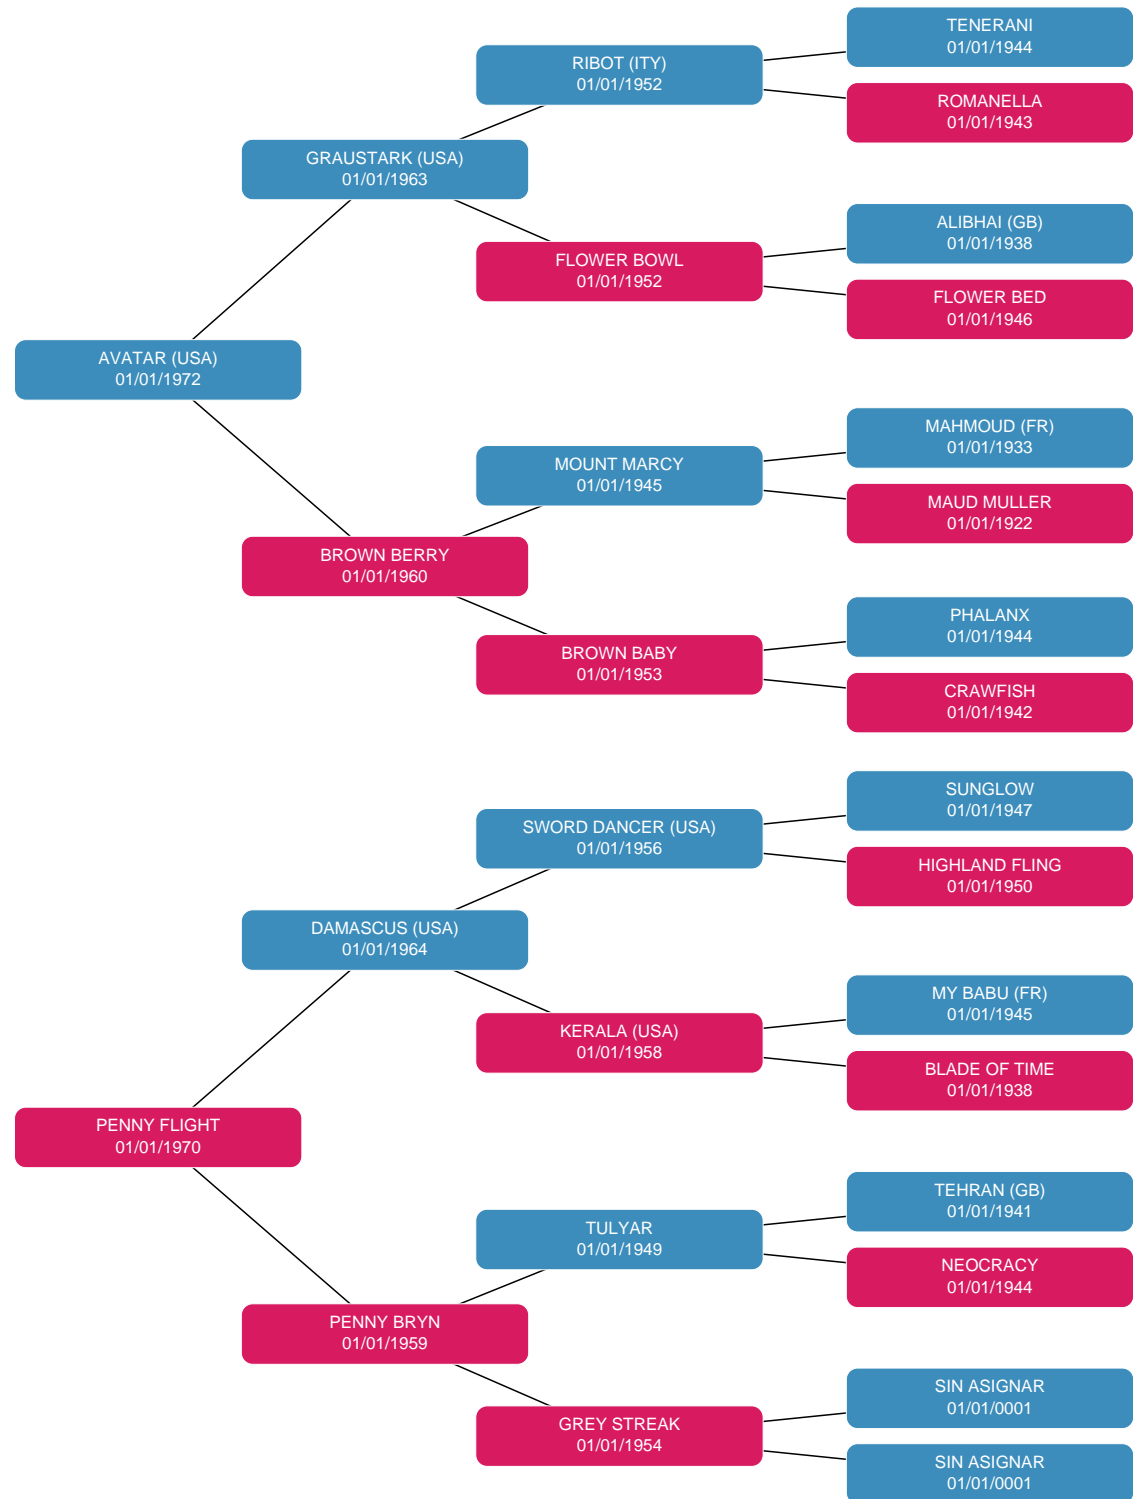 TENERANI
01/01/1944
RIBOT (ITY)
01/01/1952
ROMANELLA
01/01/1943
GRAUSTARK (USA)
01/01/1963
ALIBHAI (GB)
01/01/1938
FLOWER BOWL
01/01/1952
FLOWER BED
01/01/1946
AVATAR (USA)
01/01/1972
MAHMOUD (FR)
01/01/1933
MOUNT MARCY
01/01/1945
MAUD MULLER
01/01/1922
BROWN BERRY
01/01/1960
PHALANX
01/01/1944
BROWN BABY
01/01/1953
CRAWFISH
01/01/1942
SUNGLOW
01/01/1947
SWORD DANCER (USA)
01/01/1956
HIGHLAND FLING
01/01/1950
DAMASCUS (USA)
01/01/1964
MY BABU (FR)
01/01/1945
KERALA (USA)
01/01/1958
BLADE OF TIME
01/01/1938
PENNY FLIGHT
01/01/1970
TEHRAN (GB)
01/01/1941
TULYAR
01/01/1949
NEOCRACY
01/01/1944
PENNY BRYN
01/01/1959
SIN ASIGNAR
01/01/0001
GREY STREAK
01/01/1954
SIN ASIGNAR
01/01/0001